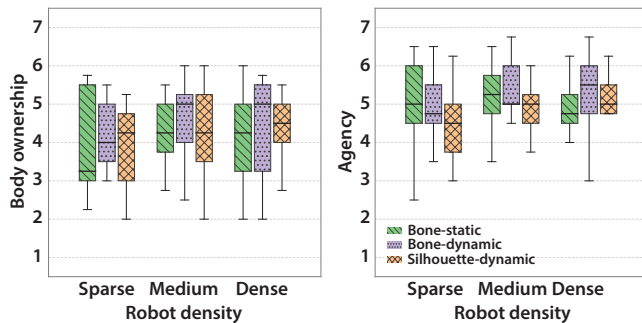 7
6
5
4
3
2
1
Body ownership
Sparse Medium Dense
Robot density
7
6
5
4
3
2
1
Agency
Bone-static
Bone-dynamic
Silhouette-dynamic
Sparse Medium Dense
Robot density